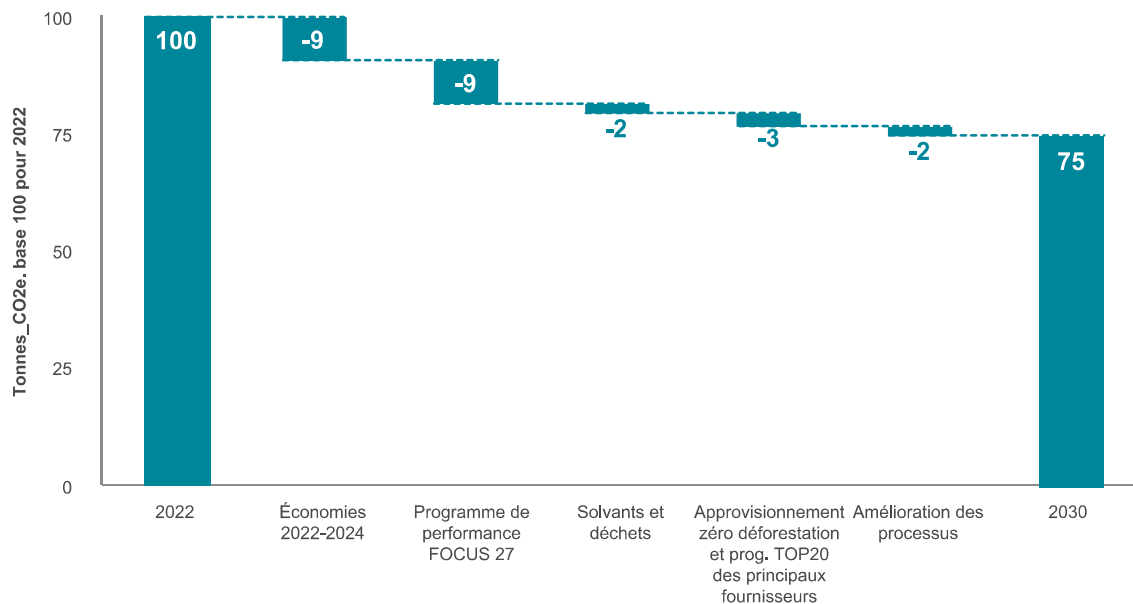 Tonnes_CO2e. base 100 pour 2022
100
75
50
25
0
100
-9
-9
-2
-3
-2
75
2022
Économies
2022-2024
Programme de
performance
FOCUS 27
Solvants et
déchets
Approvisionnement
zéro déforestation
et prog. TOP20
des principaux
fournisseurs
Amélioration des
processus
2030